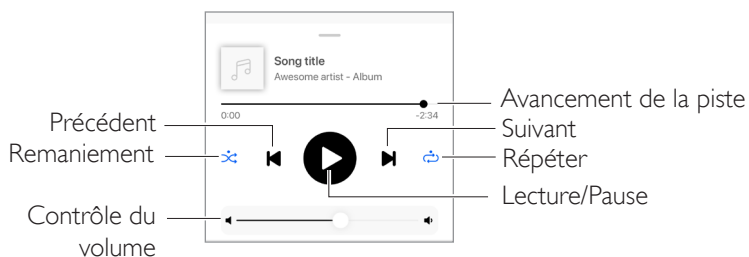 Song title
Awesome artist - Album
0:00
-2:34
Avancement de la piste
Précédent
Suivant
Remaniement
Répéter
Lecture/Pause
Contrôle du
volume